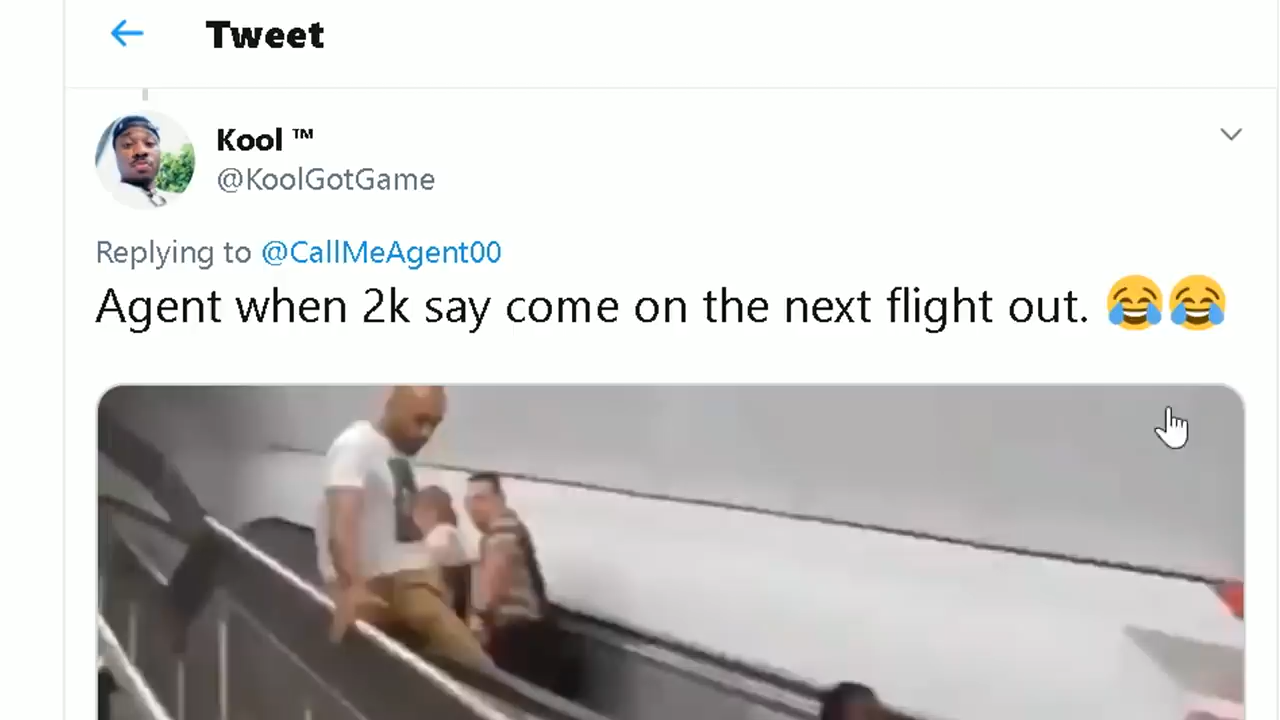 Tweet
Kool ™
@KoolGotGame
Replying to @CallMeAgent00
Agent when 2k say come on the next flight out. 😂😂